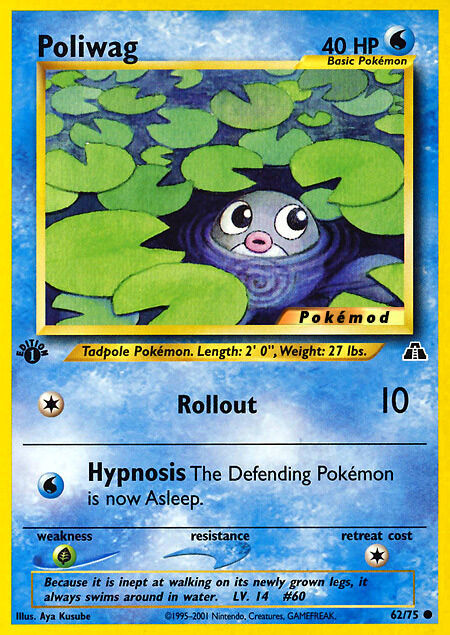 Poliwag 40 HP
Basic Pokémon
Pokémod
EDITION 1
Tadpole Pokémon. Length: 2' 0", Weight: 27 lbs.
Rollout 10
Hypnosis The Defending Pokémon
is now Asleep.
weakness resistance retreat cost
Because it is inept at walking on its newly grown legs, it
always swims around in water. LV. 14 #60
Illus. Aya Kusube ©1995–2001 Nintendo, Creatures, GAMEFREAK. 62/75